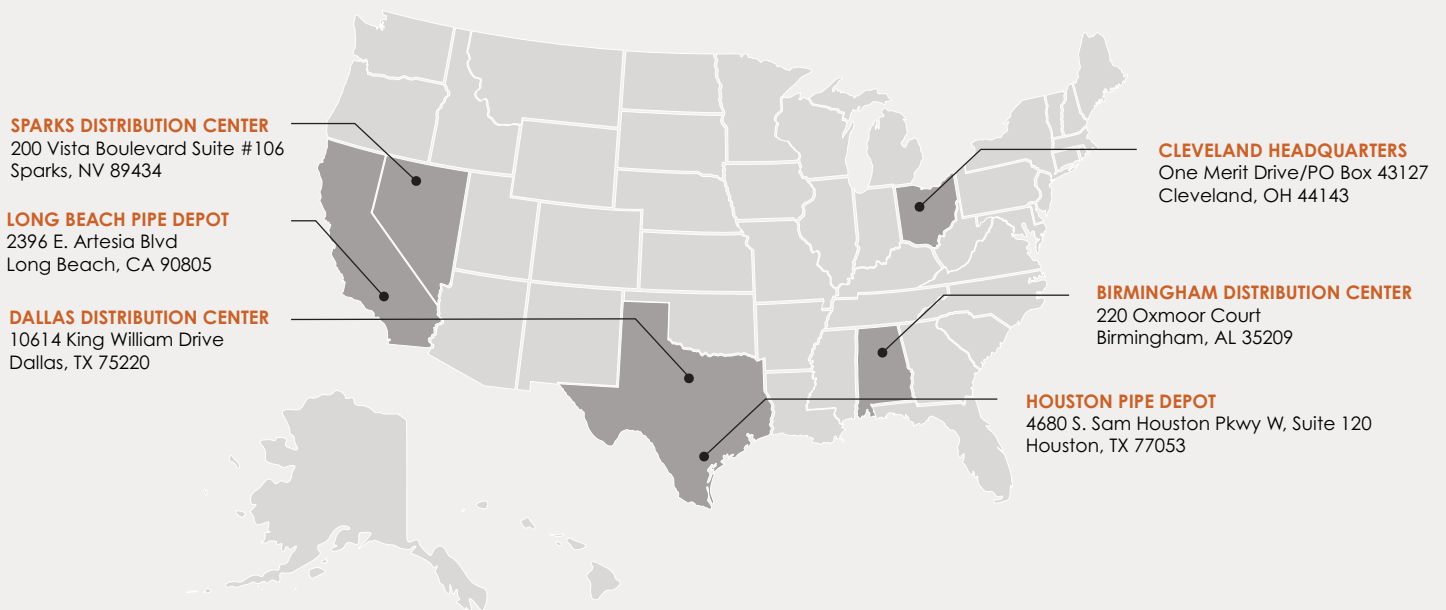 SPARKS DISTRIBUTION CENTER
200 Vista Boulevard Suite #106
Sparks, NV 89434
LONG BEACH PIPE DEPOT
2396 E. Artesia Blvd
Long Beach, CA 90805
DALLAS DISTRIBUTION CENTER
10614 King William Drive
Dallas, TX 75220
CLEVELAND HEADQUARTERS
One Merit Drive/PO Box 43127
Cleveland, OH 44143
BIRMINGHAM DISTRIBUTION CENTER
220 Oxmoor Court
Birmingham, AL 35209
HOUSTON PIPE DEPOT
4680 S. Sam Houston Pkwy W, Suite 120
Houston, TX 77053